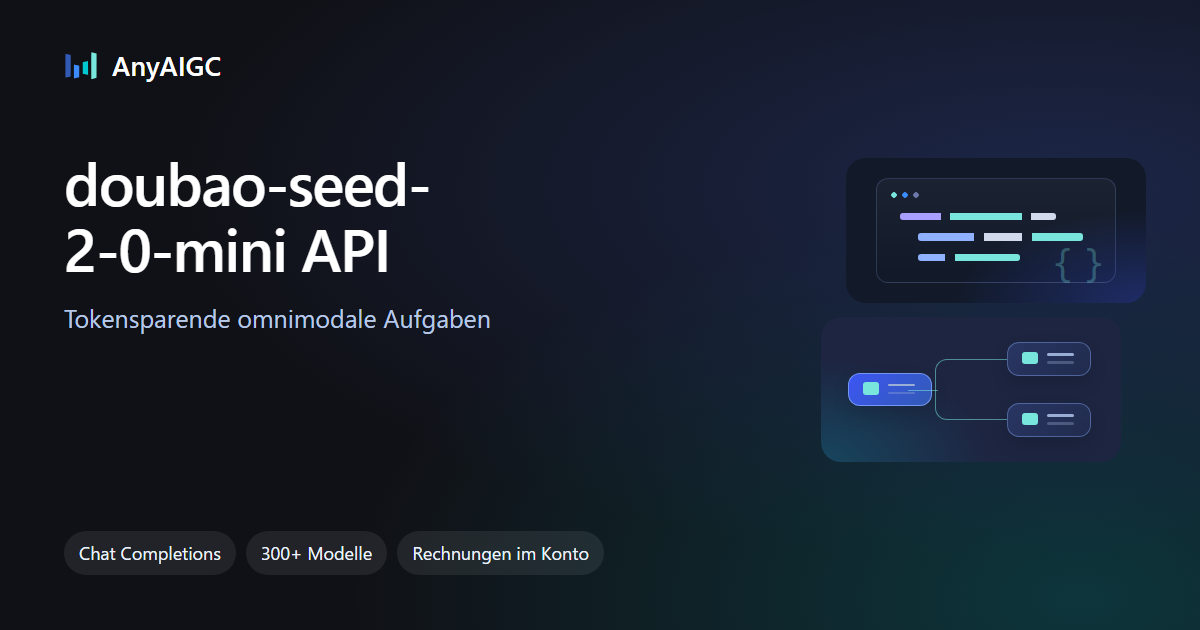 AnyAIGC
doubao-seed-
2-0-mini API
Tokensparende omnimodale Aufgaben
{ }
Chat Completions
300+ Modelle
Rechnungen im Konto